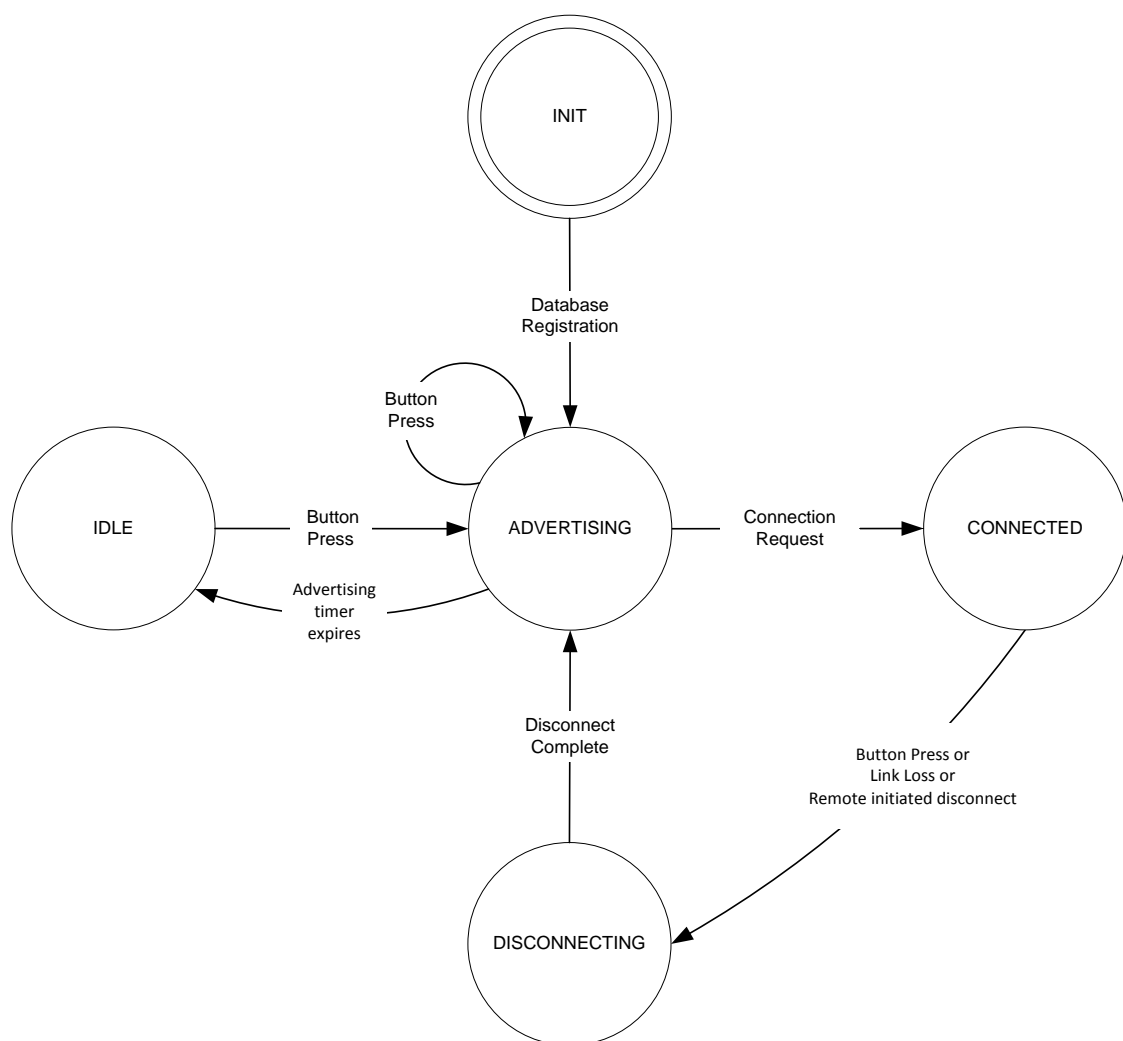 INIT
Database
Registration
Button
Press
IDLE
Button
Press
ADVERTISING
Connection
Request
CONNECTED
Advertising
timer
expires
Disconnect
Complete
Button Press or
Link Loss or
Remote initiated disconnect
DISCONNECTING